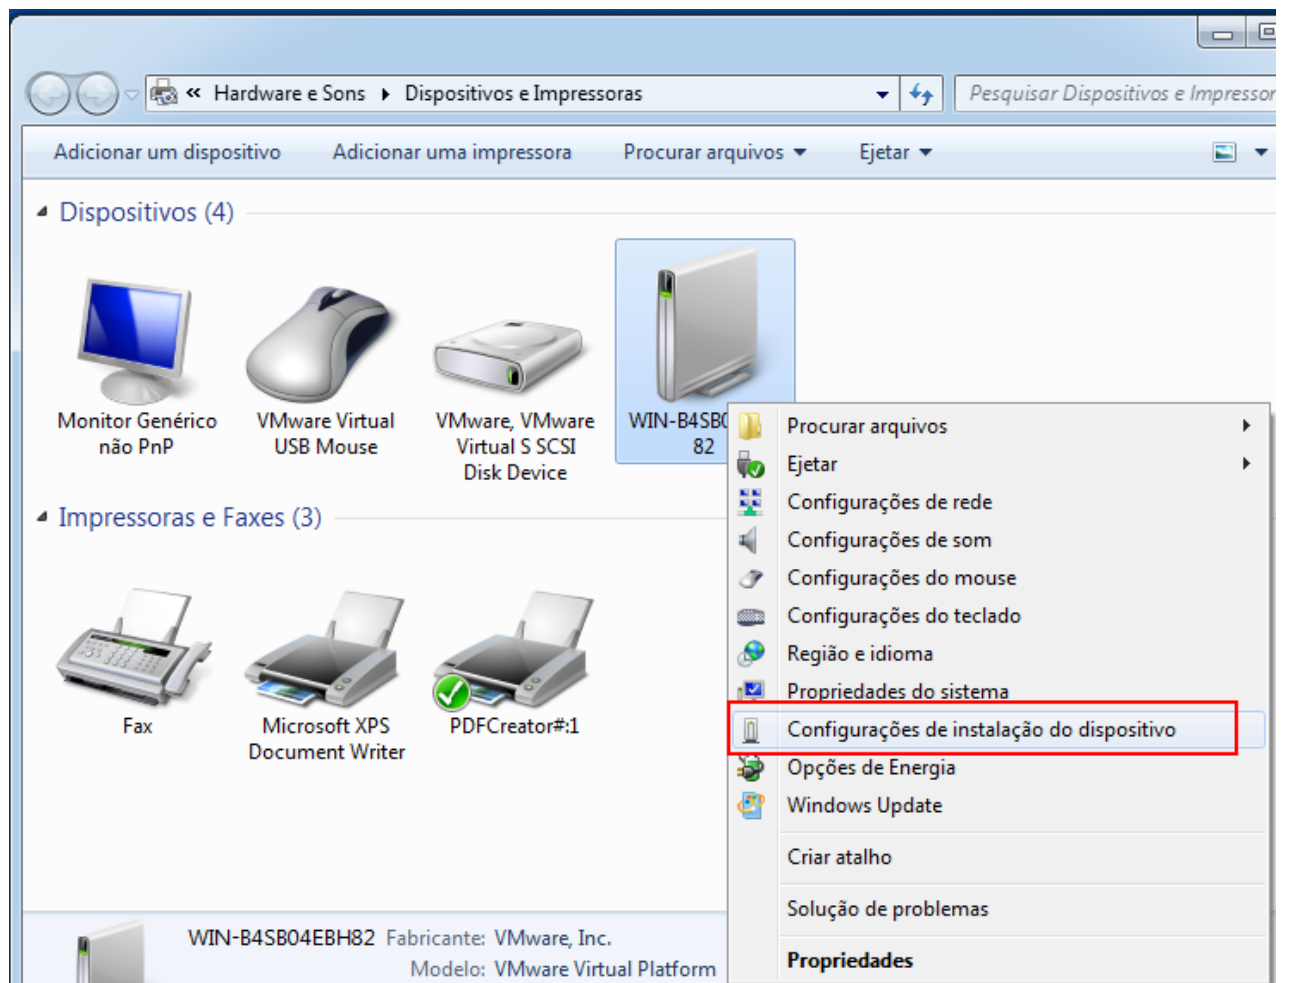 « Hardware e Sons ▸ Dispositivos e Impressoras
Pesquisar Dispositivos e Impressor
Adicionar um dispositivo Adicionar uma impressora Procurar arquivos Ejetar
Dispositivos (4)
Monitor Genérico
não PnP
VMware Virtual
USB Mouse
VMware, VMware
Virtual S SCSI
Disk Device
WIN-B4SB0
82
Impressoras e Faxes (3)
Fax
Microsoft XPS
Document Writer
PDFCreator#:1
Procurar arquivos
Ejetar
Configurações de rede
Configurações de som
Configurações do mouse
Configurações do teclado
Região e idioma
Propriedades do sistema
Configurações de instalação do dispositivo
Opções de Energia
Windows Update
Criar atalho
Solução de problemas
Propriedades
WIN-B4SB04EBH82 Fabricante: VMware, Inc.
Modelo: VMware Virtual Platform